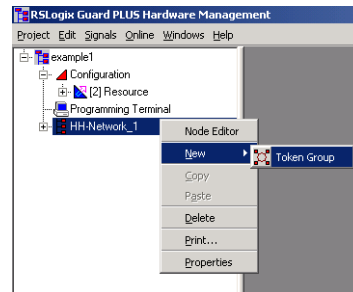 RSLogix Guard PLUS Hardware Management
Project Edit Signals Online Windows Help
example1
Configuration
[2] Resource
Programming Terminal
HH-Network_1
Node Editor
New
Token Group
Copy
Paste
Delete
Print...
Properties